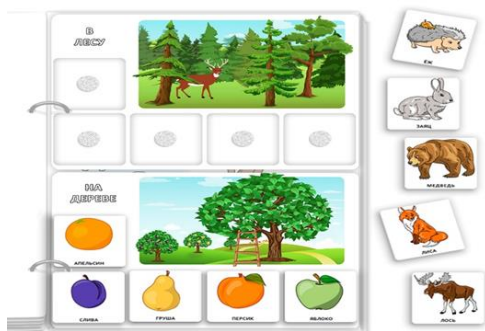 В
ЛЕСУ
НА
ДЕРЕВЕ
АПЕЛЬСИН
СЛИВА
ГРУША
ПЕРСИК
ЯБЛОКО
ЁЖ
ЗАЯЦ
МЕДВЕДЬ
ЛИСА
ЛОСЬ